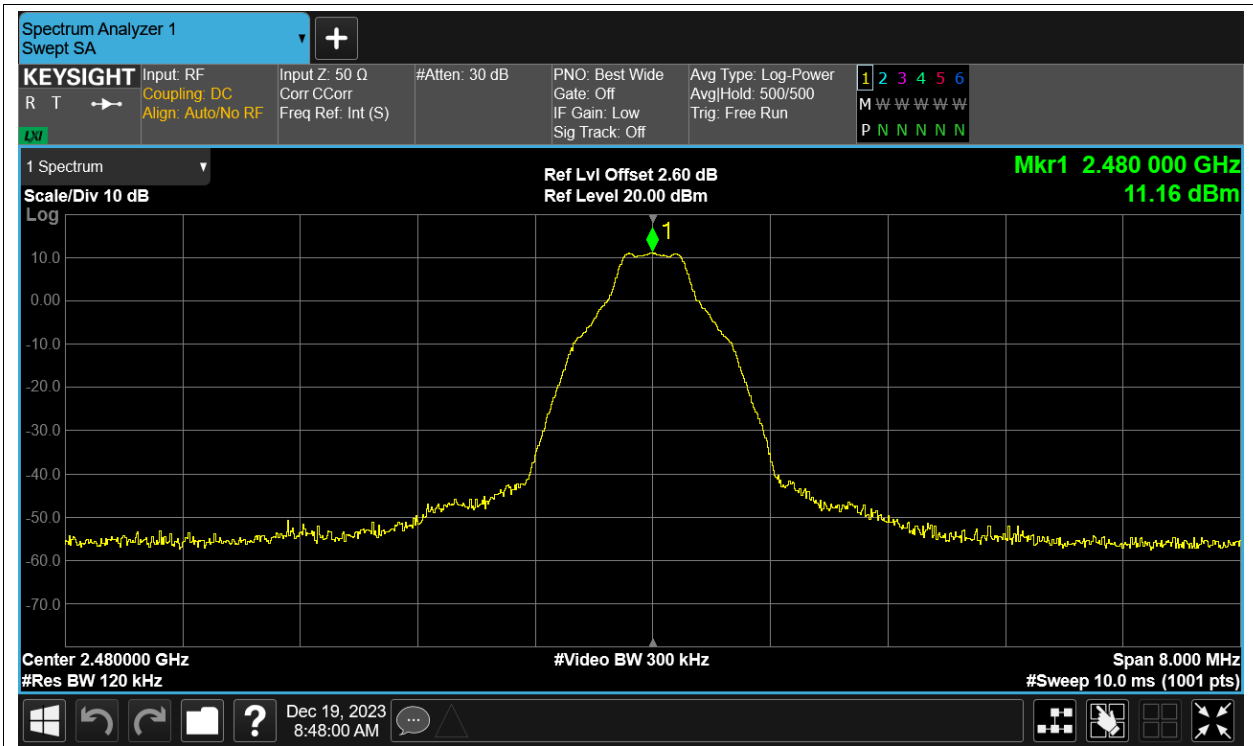 Spectrum Analyzer 1
Swept SA
+
KEYSIGHT
R T
LXI
Input: RF
Coupling: DC
Align: Auto/No RF
Input Z: 50 Ω
Corr CCorr
Freq Ref: Int (S)
#Atten: 30 dB
PNO: Best Wide
Gate: Off
IF Gain: Low
Sig Track: Off
Avg Type: Log-Power
Avg|Hold: 500/500
Trig: Free Run
1 2 3 4 5 6
M W W W W W
P N N N N N
1 Spectrum
Scale/Div 10 dB
Log
Ref Lvl Offset 2.60 dB
Ref Level 20.00 dBm
Mkr1 2.480 000 GHz
11.16 dBm
1
10.0
0.00
-10.0
-20.0
-30.0
-40.0
-50.0
-60.0
-70.0
Center 2.480000 GHz
#Res BW 120 kHz
#Video BW 300 kHz
Span 8.000 MHz
#Sweep 10.0 ms (1001 pts)
?
Dec 19, 2023
8:48:00 AM